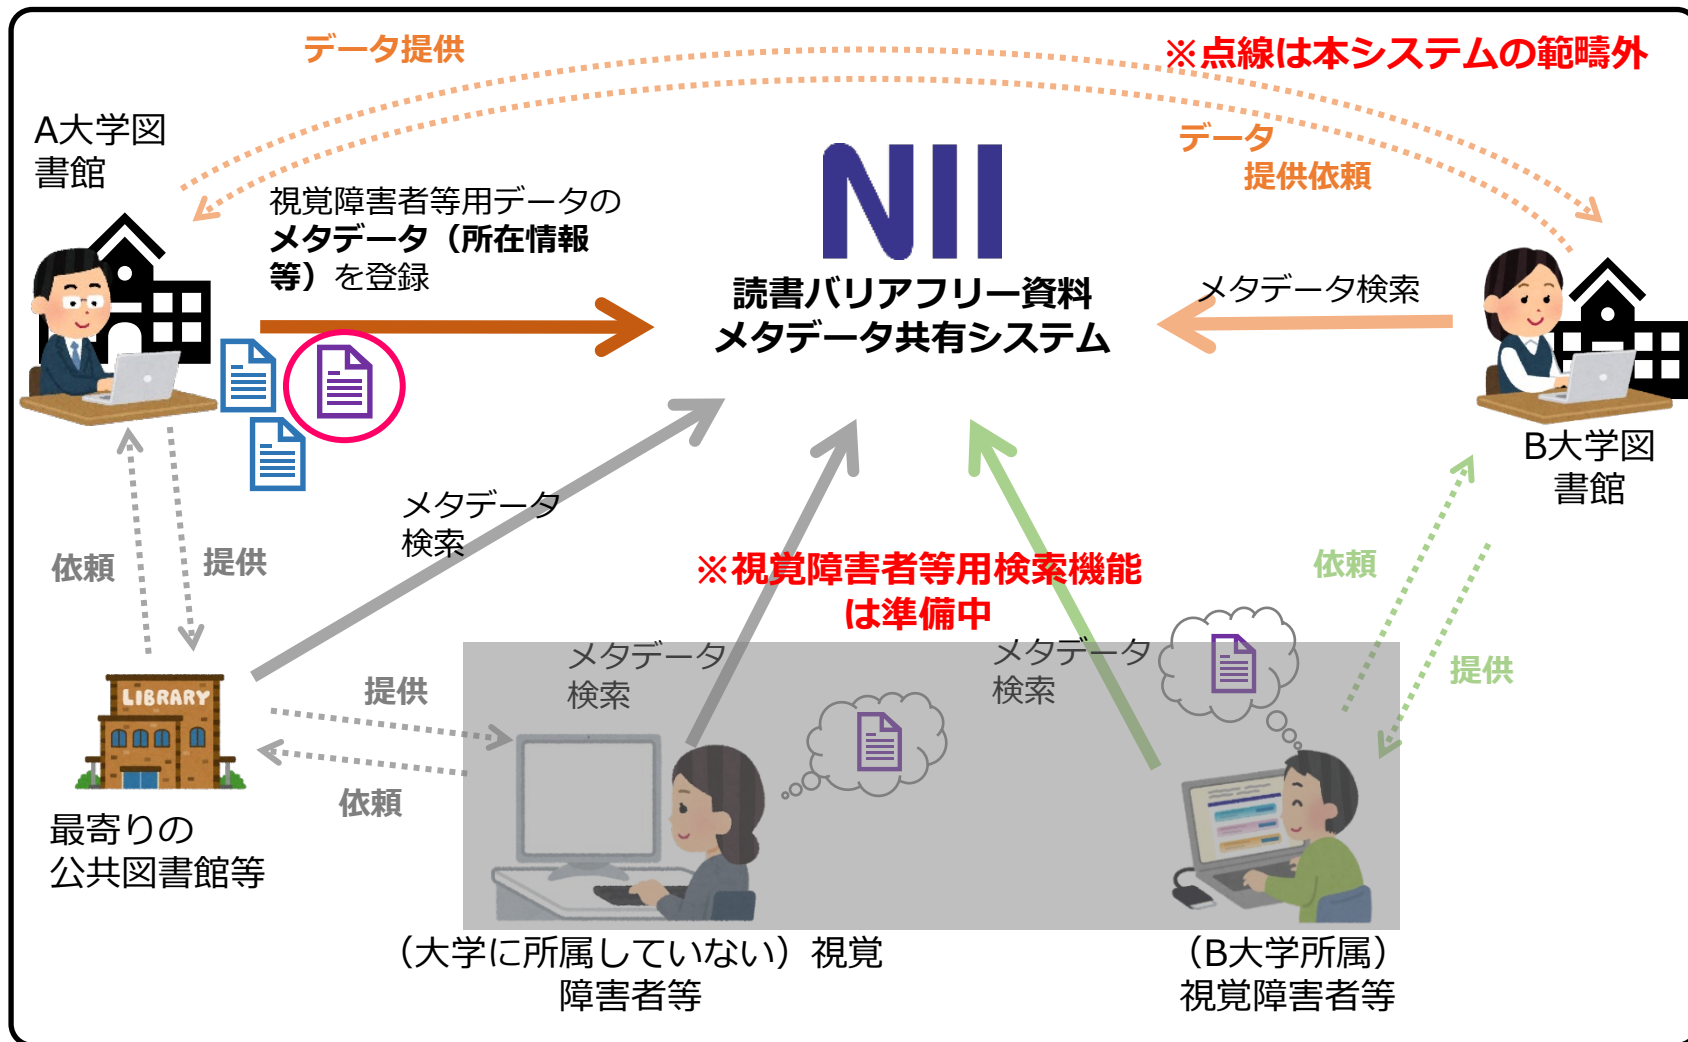 データ提供
※点線は本システムの範疇外
A大学図
書館
データ
提供依頼
視覚障害者等用データの
メタデータ（所在情報
等）を登録
NII
読書バリアフリー資料
メタデータ共有システム
メタデータ検索
B大学図
書館
メタデータ
検索
依頼
提供
※視覚障害者等用検索機能
は準備中
依頼
提供
メタデータ
検索
メタデータ
検索
LIBRARY
提供
依頼
最寄りの
公共図書館等
（大学に所属していない）視覚
障害者等
（B大学所属）
視覚障害者等